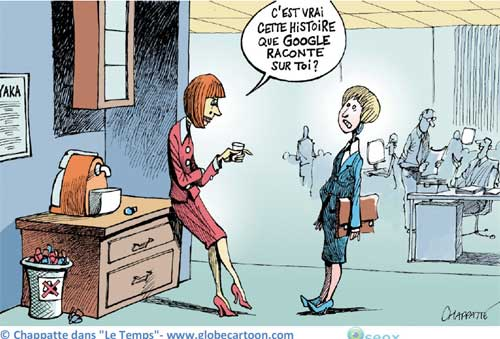 C'EST VRAI
CETTE HISTOIRE
QUE GOOGLE
RACONTE
SUR TOI?
YAKA
CHAPPATTE
© Chappatte dans "Le Temps"- www.globecartoon.com